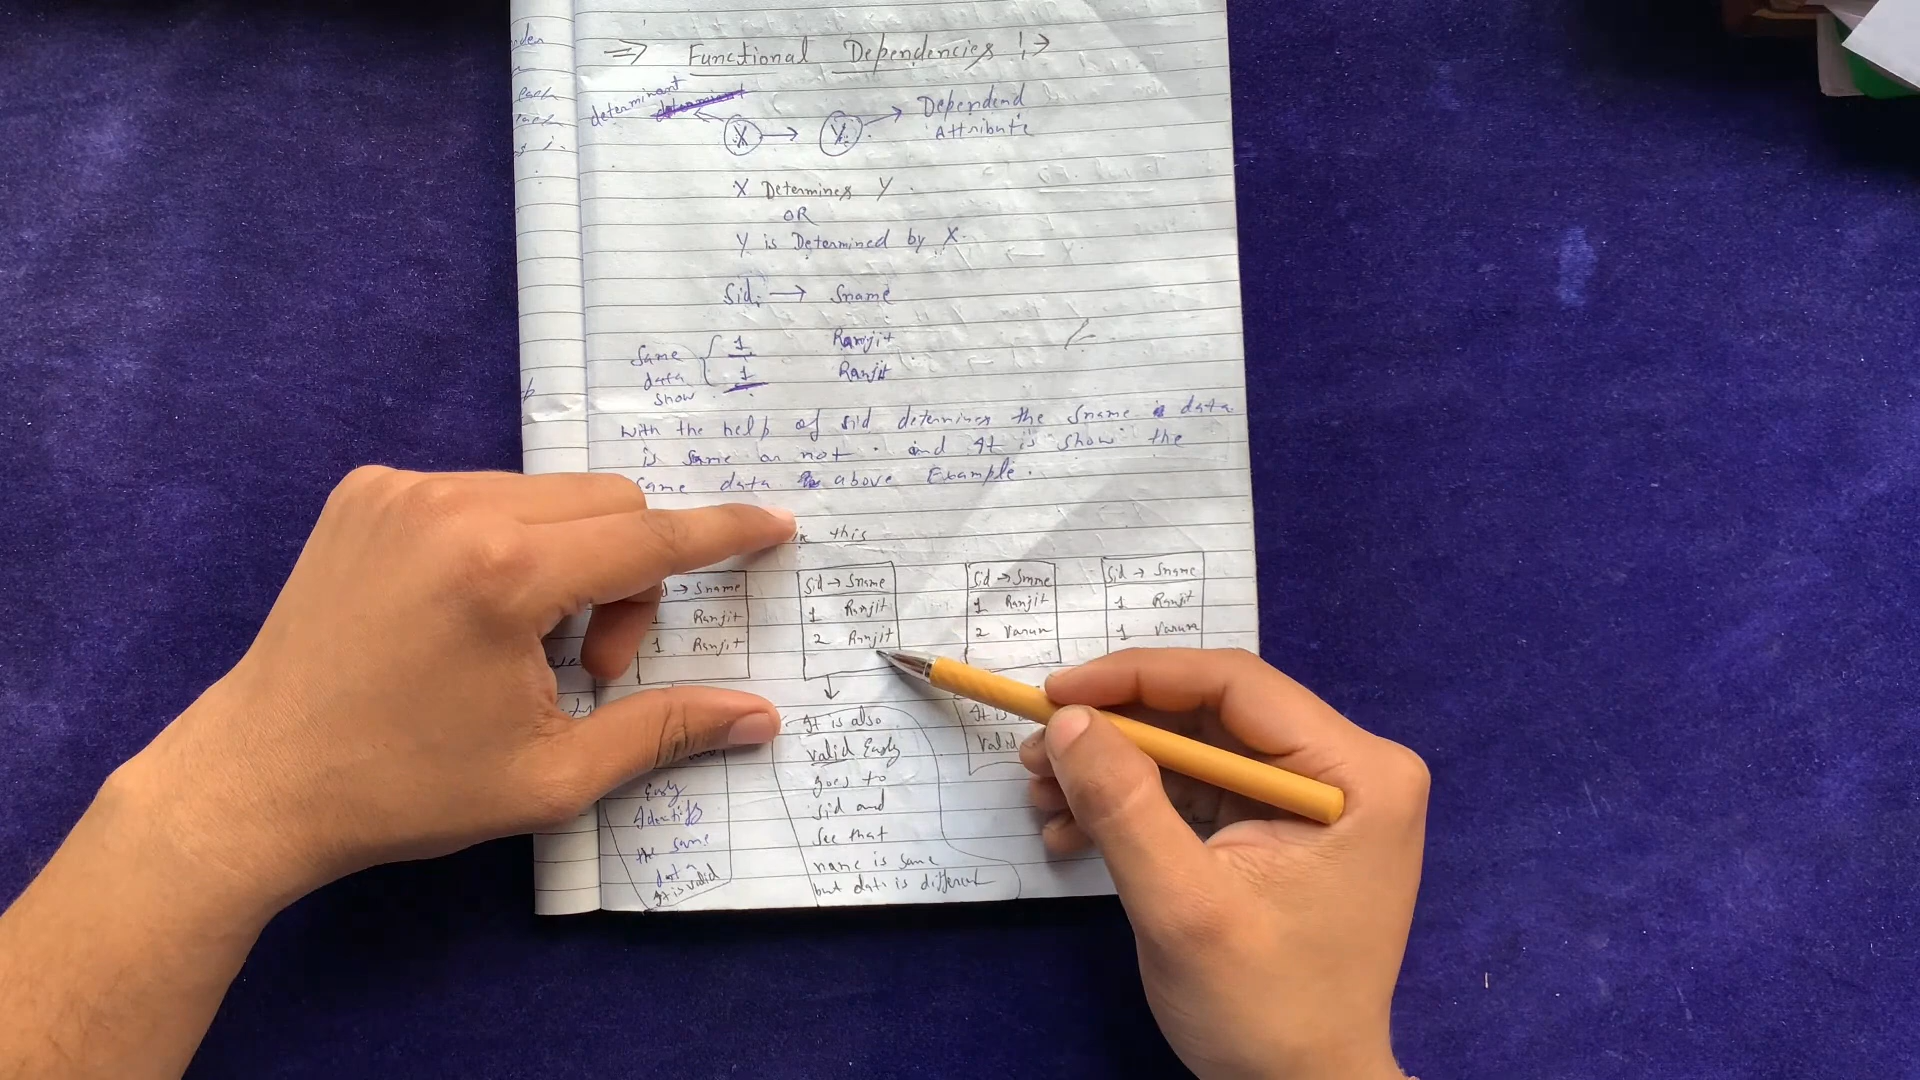 => Functional Dependencies :→
determinant
X → Y
Dependend
Attribute
X Determines Y.
OR
Y is Determined by X.
Sid → Sname
Same
data
show
1 Ranjit
1 Ranjit
With the help of sid determines the Sname data
is same or not. and It is show the
same data above Example.
in this
Sname
1 Ranjit
1 Ranjit
Sid → Sname
1 Ranjit
2 Ranjit
Sid → Sname
1 Ranjit
2 Varun
Sid → Sname
1 Ranjit
1 Varun
Easly
Identify
the same
data
It is valid
It is also
valid Easly
goes to
sid and
See that
name is same
but data is different
It is
valid